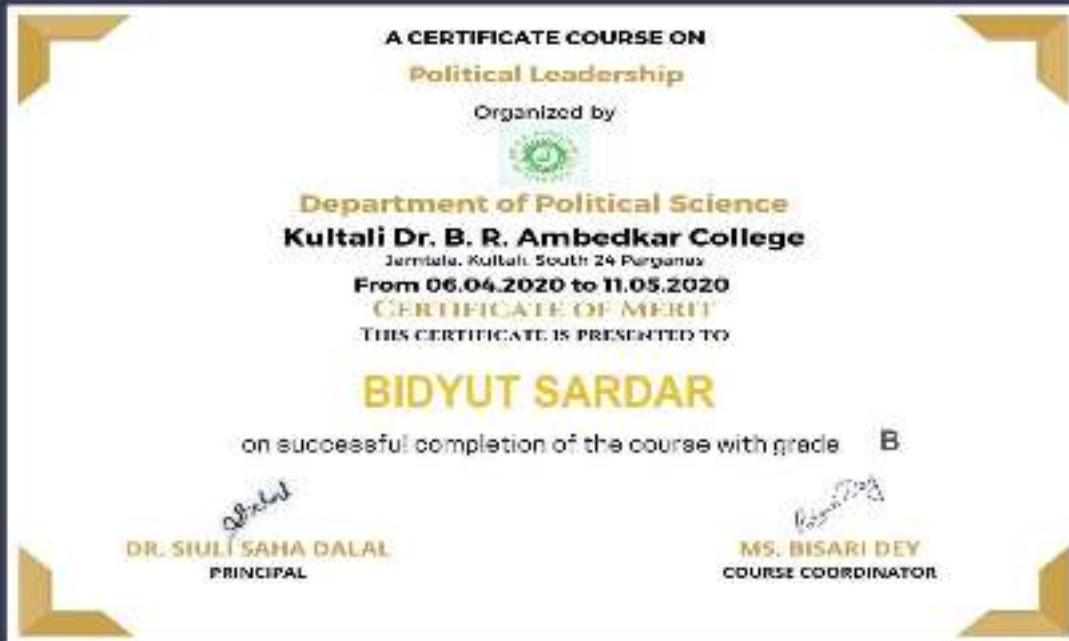 A CERTIFICATE COURSE ON
Political Leadership
Organized by
Department of Political Science
Kultali Dr. B. R. Ambedkar College
Jamtala, Kultali, South 24 Parganas
From 06.04.2020 to 11.05.2020
CERTIFICATE OF MERIT
THIS CERTIFICATE IS PRESENTED TO
BIDYUT SARDAR
on successful completion of the course with grade B
DR. SIULI SAHA DALAL
PRINCIPAL
MS. BISARI DEY
COURSE COORDINATOR